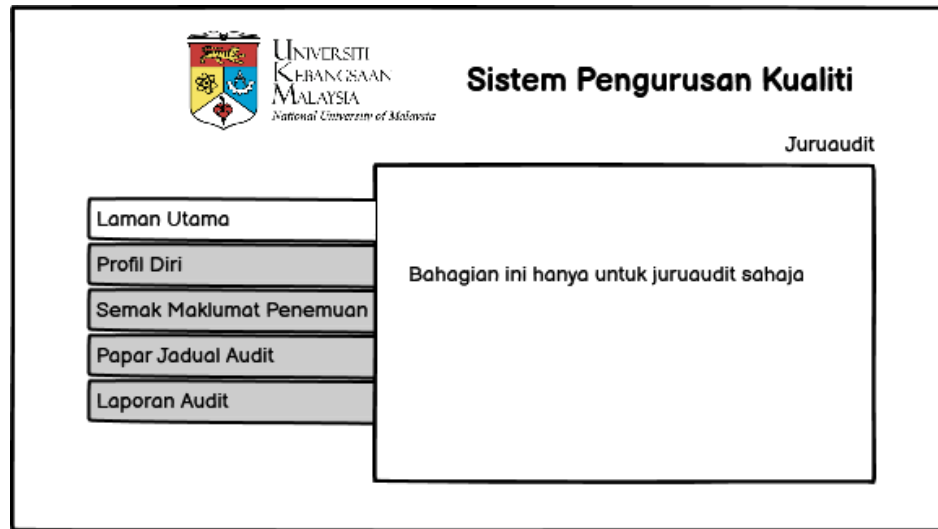 UNIVERSITI
KEBANGSAAN
MALAYSIA
National University of Malaysia
Sistem Pengurusan Kualiti
Juruaudit
Laman Utama
Profil Diri
Semak Maklumat Penemuan
Papar Jadual Audit
Laporan Audit
Bahagian ini hanya untuk juruaudit sahaja